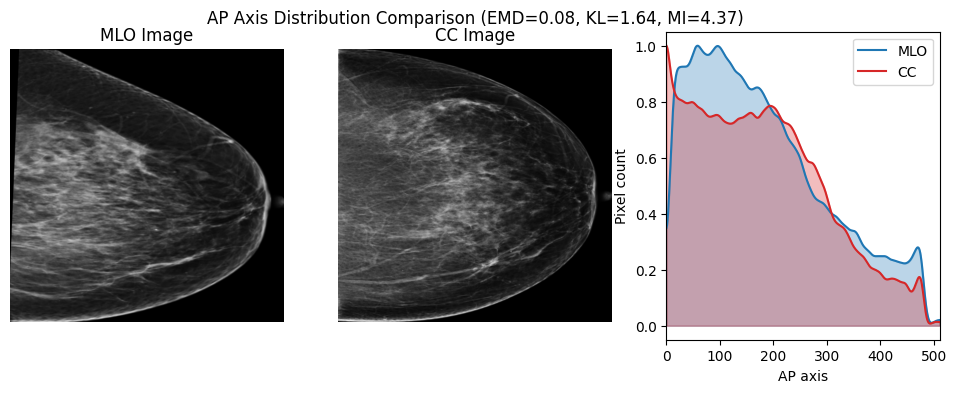 AP Axis Distribution Comparison (EMD=0.08, KL=1.64, MI=4.37)
MLO Image
CC Image
MLO
CC
Pixel count
1.0
0.8
0.6
0.4
0.2
0.0
0 100 200 300 400 500
AP axis